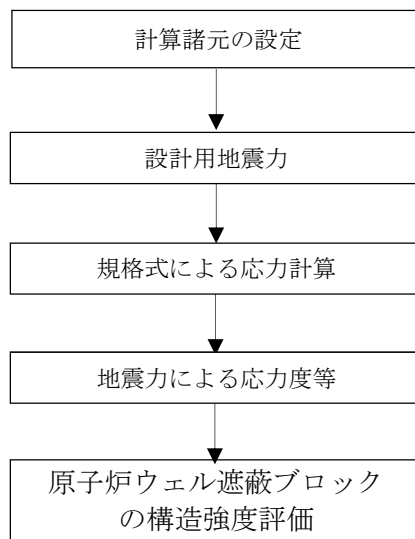 計算諸元の設定
設計用地震力
規格式による応力計算
地震力による応力度等
原子炉ウェル遮蔽ブロック
の構造強度評価